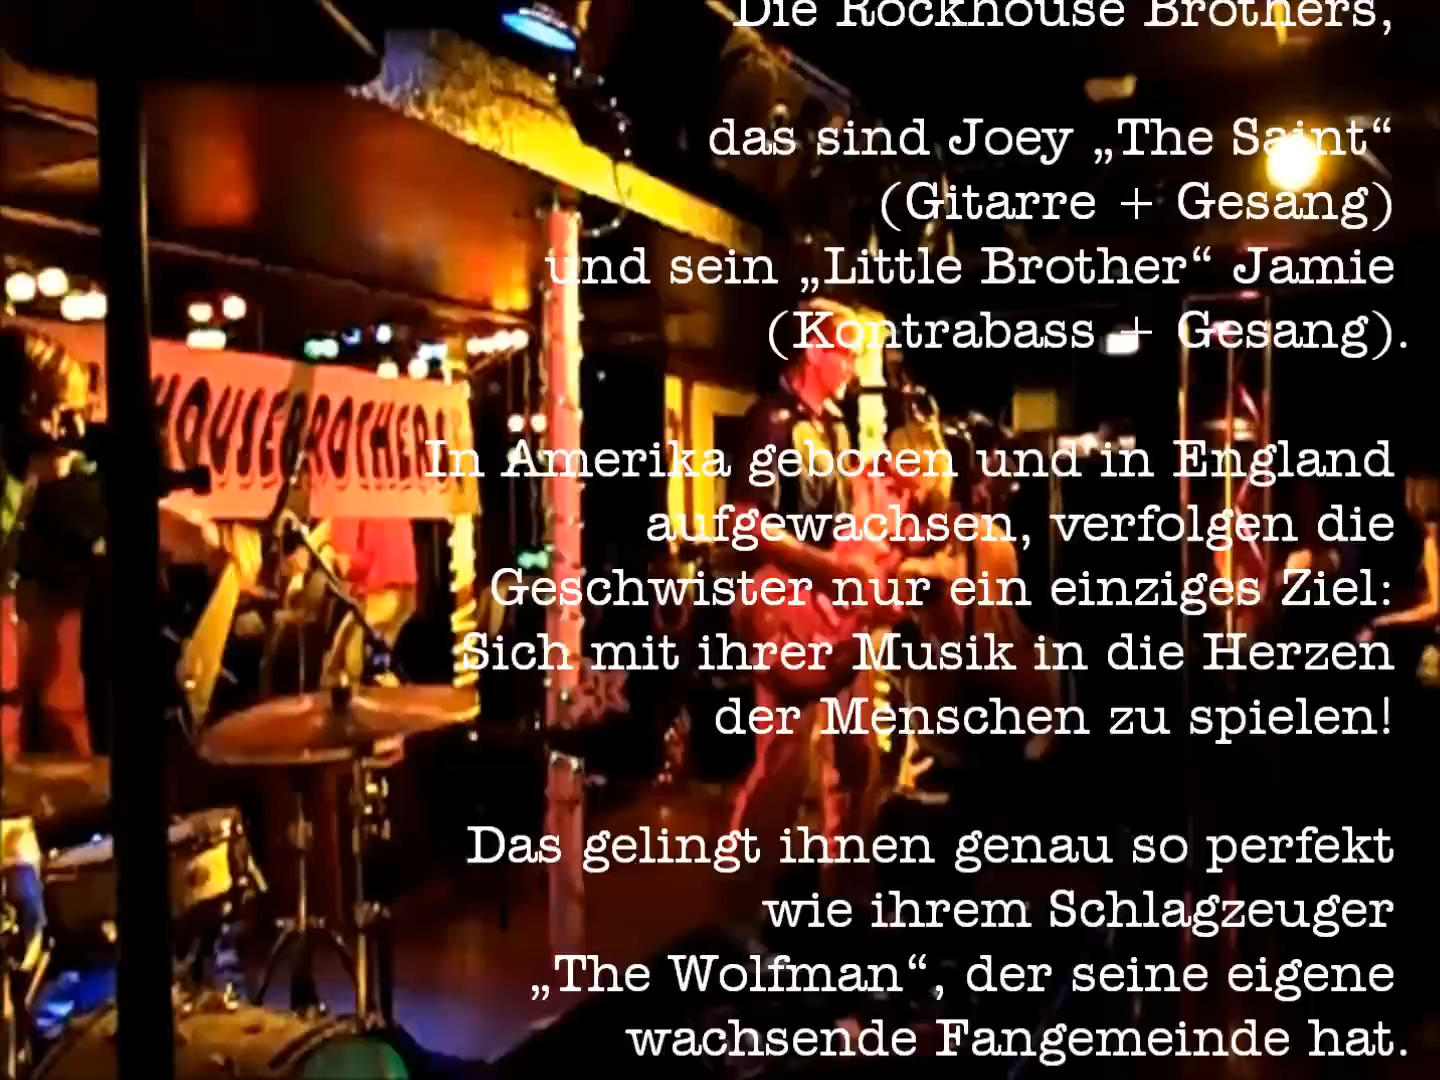 Die Rockhouse Brothers,
das sind Joey „The Saint“
(Gitarre + Gesang)
und sein „Little Brother“ Jamie
(Kontrabass + Gesang).
HOUSEBROTHERS
In Amerika geboren und in England
aufgewachsen, verfolgen die
Geschwister nur ein einziges Ziel:
Sich mit ihrer Musik in die Herzen
der Menschen zu spielen!
Das gelingt ihnen genau so perfekt
wie ihrem Schlagzeuger
„The Wolfman“, der seine eigene
wachsende Fangemeinde hat.